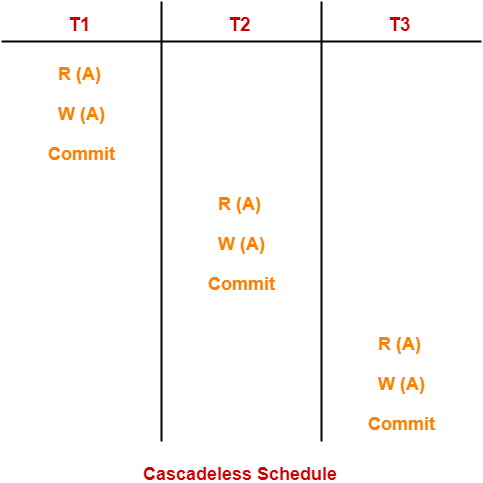 T1 T2 T3
R (A)
W (A)
Commit
R (A)
W (A)
Commit
R (A)
W (A)
Commit
Cascadeless Schedule